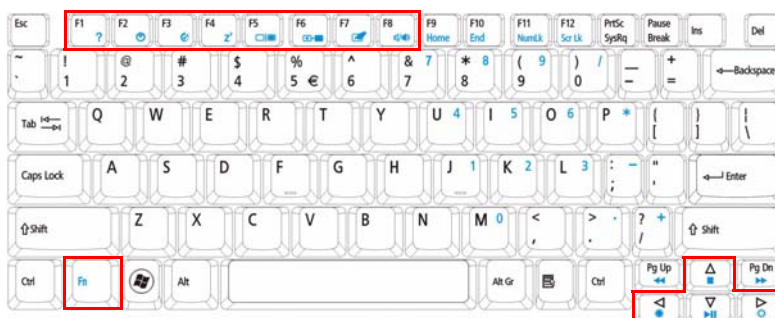 Esc F1 ? F2 F3 F4 zᶻ F5 F6 F7 F8 F9 Home F10 End F11 NumLk F12 Scr Lk PrtSc SysRq Pause Break Ins Del
~ ` ! 1 @ 2 # 3 $ 4 % 5 € ^ 6 & 7 7 * 8 8 ( 9 9 ) 0 / _ - + = Backspace
Tab Q W E R T Y U 4 I 5 O 6 P * { [ } ] | \
Caps Lock A S D F G H J 1 K 2 L 3 : ; - " ' Enter
Shift Z X C V B N M 0 < , > . . ? / + Shift
Ctrl Fn Alt Alt Gr Ctrl Pg Up Pg Dn